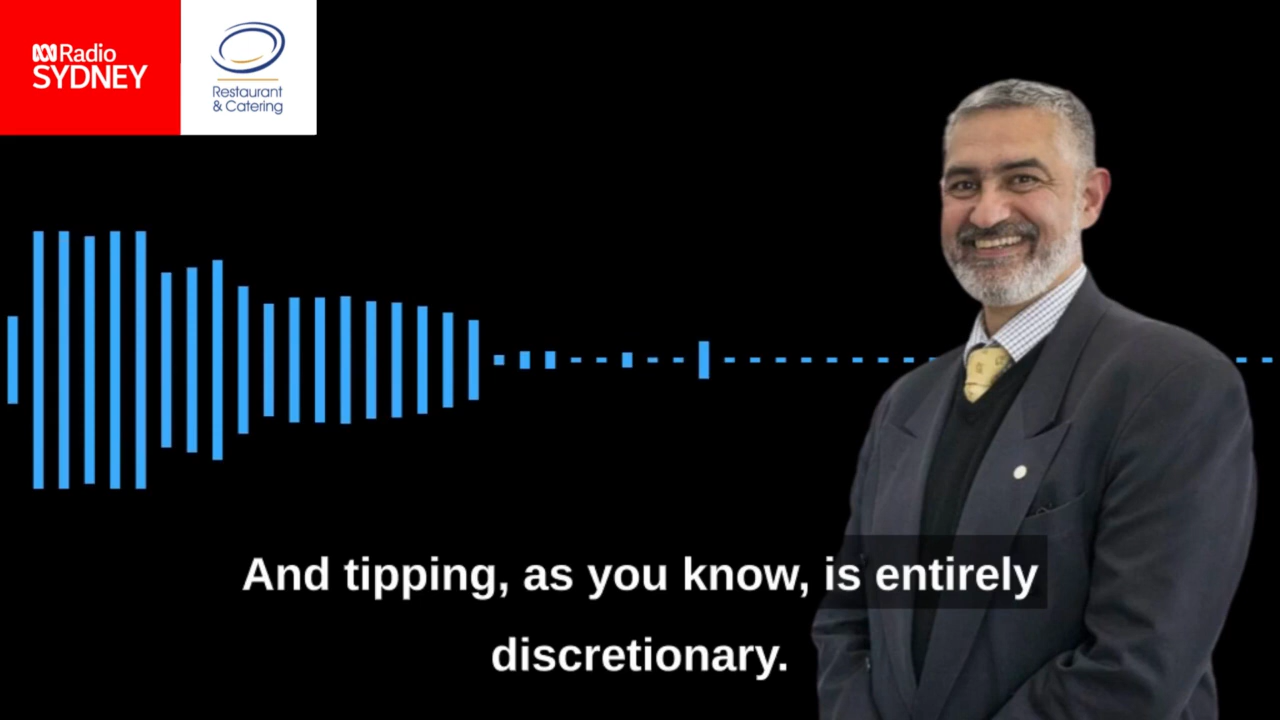 ABC Radio
SYDNEY
Restaurant
& Catering
And tipping, as you know, is entirely
discretionary.